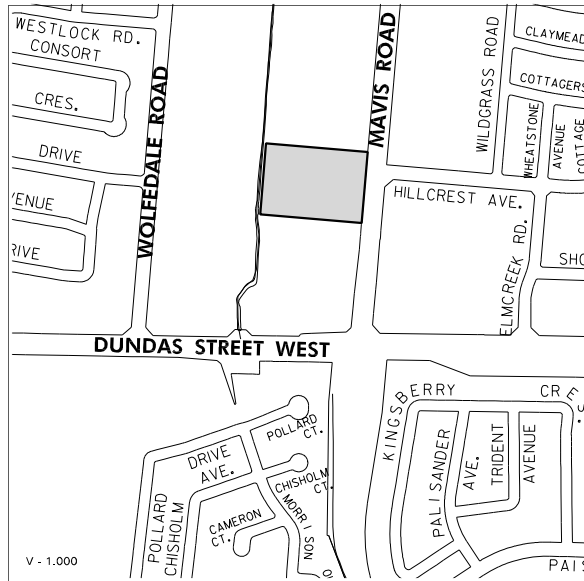 WESTLOCK RD.
CONSORT
CRES.
DRIVE
VENUE
RIVE
WOLFEDALE ROAD
MAVIS ROAD
WILDGRASS ROAD
CLAYMEAD
COTTAGERS
WHEATSTONE
AVENUE
COTTAGE
HILLCREST AVE.
ELMCREEK RD.
SHO
DUNDAS STREET WEST
KINGSBERRY CRES.
POLLARD
CT.
DRIVE
AVE.
CHISHOLM
CT.
POLLARD
CHISHOLM
CAMERON
CT.
MORRISON
PALISANDER
AVE.
TRIDENT
AVENUE
PAIS
V - 1.000